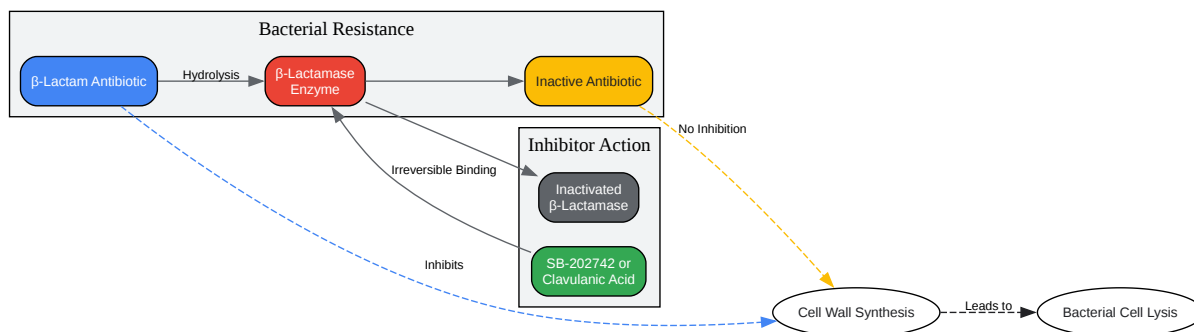 Bacterial Resistance
β-Lactam Antibiotic
Hydrolysis
β-Lactamase
Enzyme
Inactive Antibiotic
No Inhibition
Inhibitor Action
Irreversible Binding
Inactivated
β-Lactamase
SB-202742 or
Clavulanic Acid
Inhibits
Cell Wall Synthesis
Leads to
Bacterial Cell Lysis